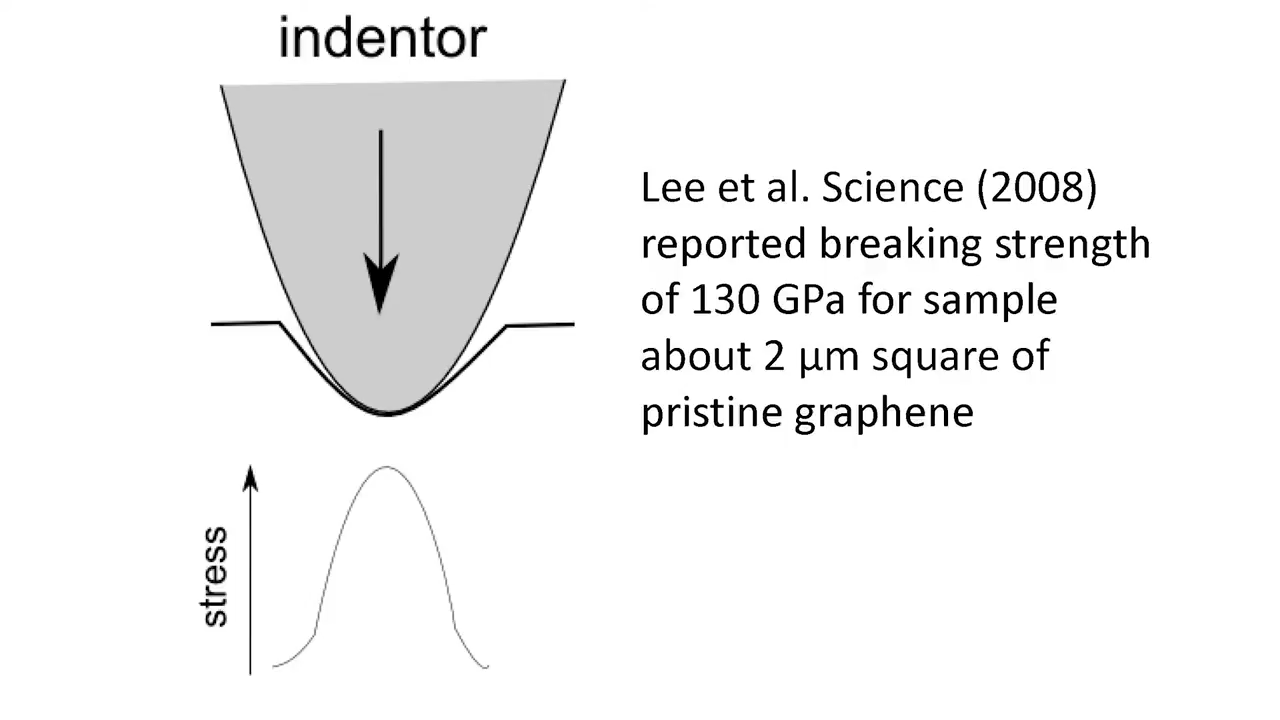 indentor
Lee et al. Science (2008)
reported breaking strength
of 130 GPa for sample
about 2 µm square of
pristine graphene
stress